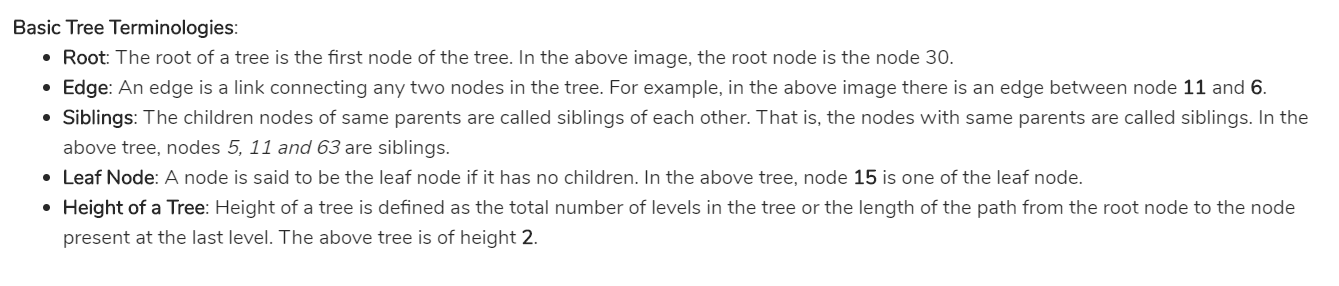 Basic Tree Terminologies:
• Root: The root of a tree is the first node of the tree. In the above image, the root node is the node 30.
• Edge: An edge is a link connecting any two nodes in the tree. For example, in the above image there is an edge between node 11 and 6.
• Siblings: The children nodes of same parents are called siblings of each other. That is, the nodes with same parents are called siblings. In the
above tree, nodes 5, 11 and 63 are siblings.
• Leaf Node: A node is said to be the leaf node if it has no children. In the above tree, node 15 is one of the leaf node.
• Height of a Tree: Height of a tree is defined as the total number of levels in the tree or the length of the path from the root node to the node
present at the last level. The above tree is of height 2.